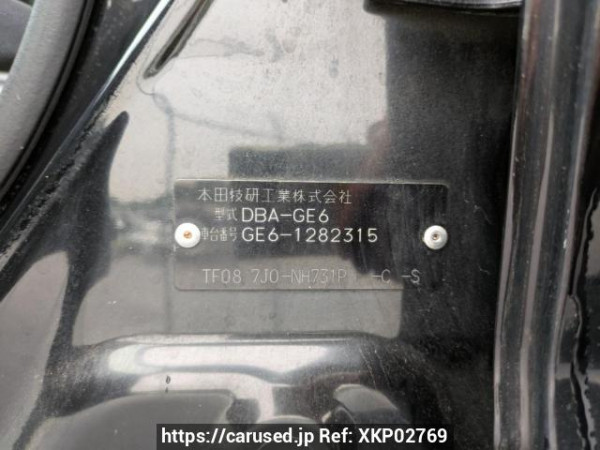 本田技研工業株式会社
型式 DBA-GE6
車台番号 GE6-1282315
TF08 7J0-NH731P -C -S
https://carused.jp Ref: XKP02769